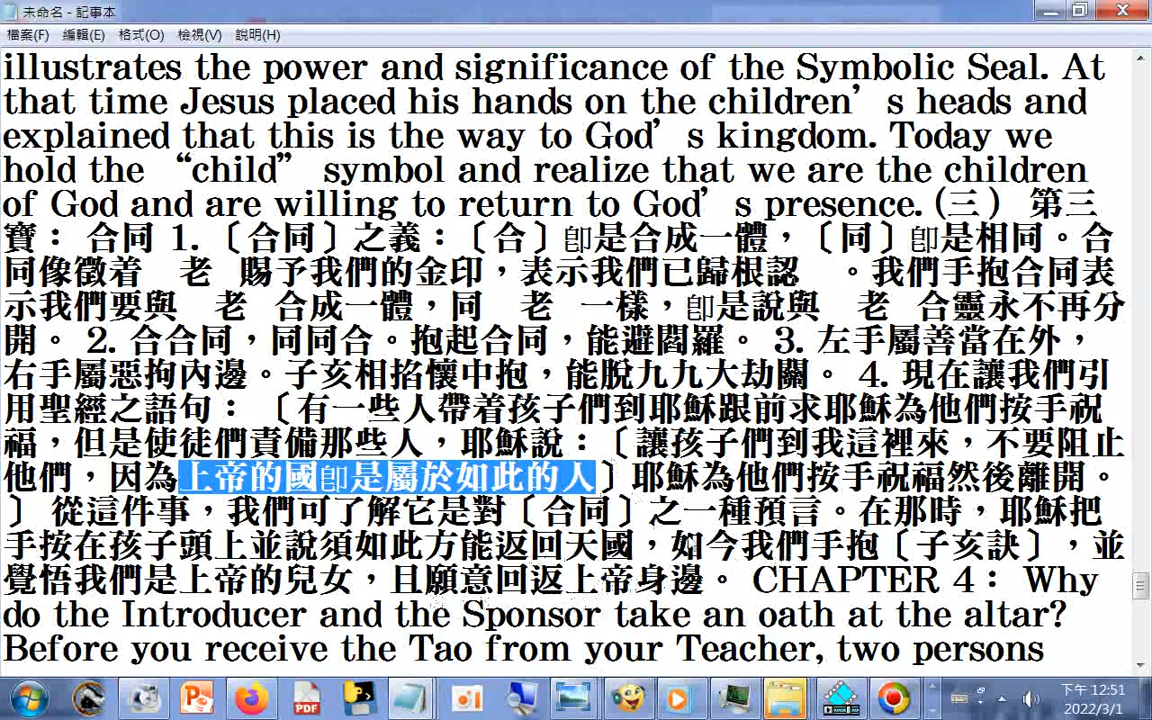 未命名 - 記事本
檔案(F) 編輯(E) 格式(O) 檢視(V) 說明(H)
illustrates the power and significance of the Symbolic Seal. At
that time Jesus placed his hands on the children’s heads and
explained that this is the way to God’s kingdom. Today we
hold the “child” symbol and realize that we are the children
of God and are willing to return to God’s presence.(三） 第三
寶： 合同 1.〔合同〕之義：〔合〕卽是合成一體，〔同〕卽是相同。合
同像徵着　老　賜予我們的金印，表示我們已歸根認　。我們手抱合同表
示我們要與　老　合成一體，同　老　一樣，卽是說與　老　合靈永不再分
開。 2. 合合同，同同合。抱起合同，能避閻羅。 3. 左手屬善當在外，
右手屬惡拘內邊。子亥相掐懷中抱，能脫九九大劫關。 4. 現在讓我們引
用聖經之語句：〔有一些人帶着孩子們到耶穌跟前求耶穌為他們按手祝
福，但是使徒們責備那些人，耶穌說：〔讓孩子們到我這裡來，不要阻止
他們，因為上帝的國卽是屬於如此的人〕耶穌為他們按手祝福然後離開。
〕從這件事，我們可了解它是對〔合同〕之一種預言。在那時，耶穌把
手按在孩子頭上並說須如此方能返回天國，如今我們手抱〔子亥訣〕，並
覺悟我們是上帝的兒女，且願意回返上帝身邊。 CHAPTER 4： Why
do the Introducer and the Sponsor take an oath at the altar?
Before you receive the Tao from your Teacher, two persons
下午 12:51
2022/3/1